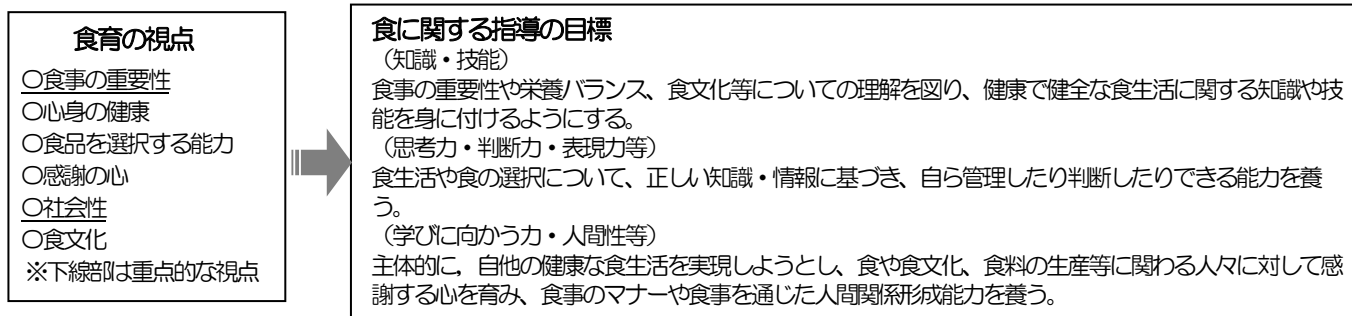 食育の視点
○食事の重要性
○心身の健康
○食品を選択する能力
○感謝の心
○社会性
○食文化
※下線部は重点的な視点
食に関する指導の目標
（知識・技能）
食事の重要性や栄養バランス、食文化等についての理解を図り、健康で健全な食生活に関する知識や技
能を身に付けるようにする。
（思考力・判断力・表現力等）
食生活や食の選択について、正しい知識・情報に基づき、自ら管理したり判断したりできる能力を養
う。
（学びに向かう力・人間性等）
主体的に，自他の健康な食生活を実現しようとし、食や食文化、食料の生産等に関わる人々に対して感
謝する心を育み、食事のマナーや食事を通じた人間関係形成能力を養う。